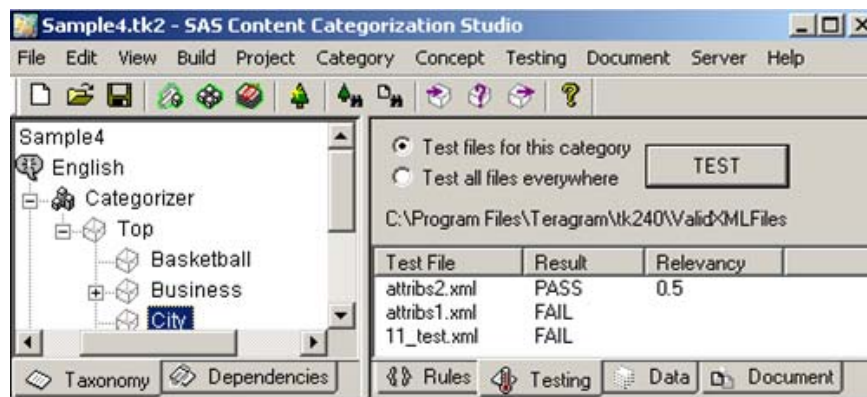 Sample4.tk2 - SAS Content Categorization Studio
File Edit View Build Project Category Concept Testing Document Server Help
Sample4
English
Categorizer
Top
Basketball
Business
City
Taxonomy Dependencies
Test files for this category
Test all files everywhere
TEST
C:\Program Files\Teragram\tk240\ValidXMLFiles
Test File Result Relevancy
attribs2.xml PASS 0.5
attribs1.xml FAIL
11_test.xml FAIL
Rules Testing Data Document